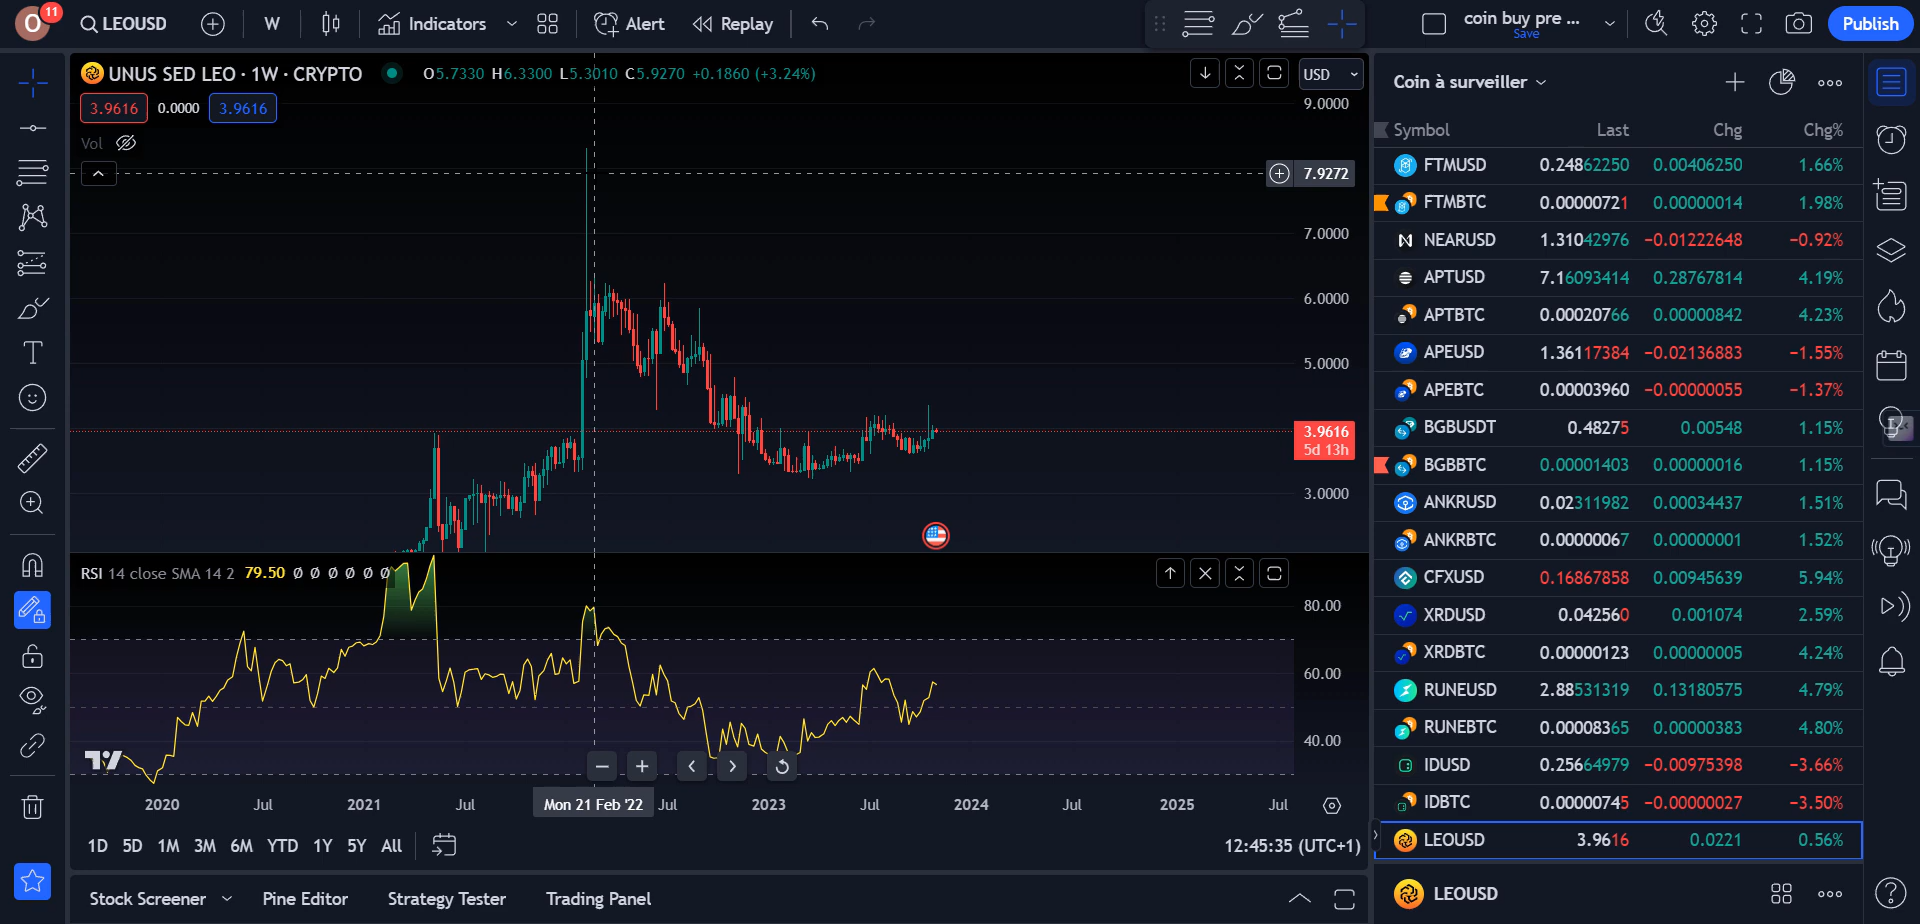 O 11 LEOUSD W Indicators Alert Replay coin buy pre ... Save Publish
UNUS SED LEO · 1W · CRYPTO O5.7330 H6.3300 L5.3010 C5.9270 +0.1860 (+3.24%) USD
3.9616 0.0000 3.9616
Vol
9.0000
7.9272
7.0000
6.0000
5.0000
3.9616
5d 13h
3.0000
RSI 14 close SMA 14 2 79.50 Ø Ø Ø Ø Ø Ø
80.00
60.00
40.00
2020 Jul 2021 Jul Mon 21 Feb '22 Jul 2023 Jul 2024 Jul 2025 Jul
1D 5D 1M 3M 6M YTD 1Y 5Y All 12:45:35 (UTC+1)
Stock Screener Pine Editor Strategy Tester Trading Panel
Coin à surveiller
Symbol Last Chg Chg%
FTMUSD 0.24862250 0.00406250 1.66%
FTMBTC 0.00000721 0.00000014 1.98%
NEARUSD 1.31042976 −0.01222648 −0.92%
APTUSD 7.16093414 0.28767814 4.19%
APTBTC 0.00020766 0.00000842 4.23%
APEUSD 1.36117384 −0.02136883 −1.55%
APEBTC 0.00003960 −0.00000055 −1.37%
BGBUSDT 0.48275 0.00548 1.15%
BGBBTC 0.00001403 0.00000016 1.15%
ANKRUSD 0.02311982 0.00034437 1.51%
ANKRBTC 0.00000067 0.00000001 1.52%
CFXUSD 0.16867858 0.00945639 5.94%
XRDUSD 0.042560 0.001074 2.59%
XRDBTC 0.00000123 0.00000005 4.24%
RUNEUSD 2.88531319 0.13180575 4.79%
RUNEBTC 0.00008365 0.00000383 4.80%
IDUSD 0.25664979 −0.00975398 −3.66%
IDBTC 0.00000745 −0.00000027 −3.50%
LEOUSD 3.9616 0.0221 0.56%
LEOUSD